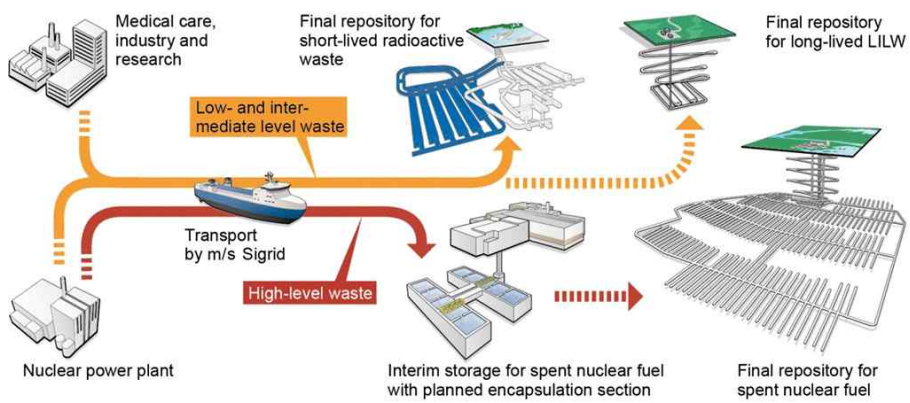 Medical care,
industry and
research
Final repository for
short-lived radioactive
waste
Final repository
for long-lived LILW
Low- and inter-
mediate level waste
Transport
by m/s Sigrid
High-level waste
Nuclear power plant
Interim storage for spent nuclear fuel
with planned encapsulation section
Final repository for
spent nuclear fuel